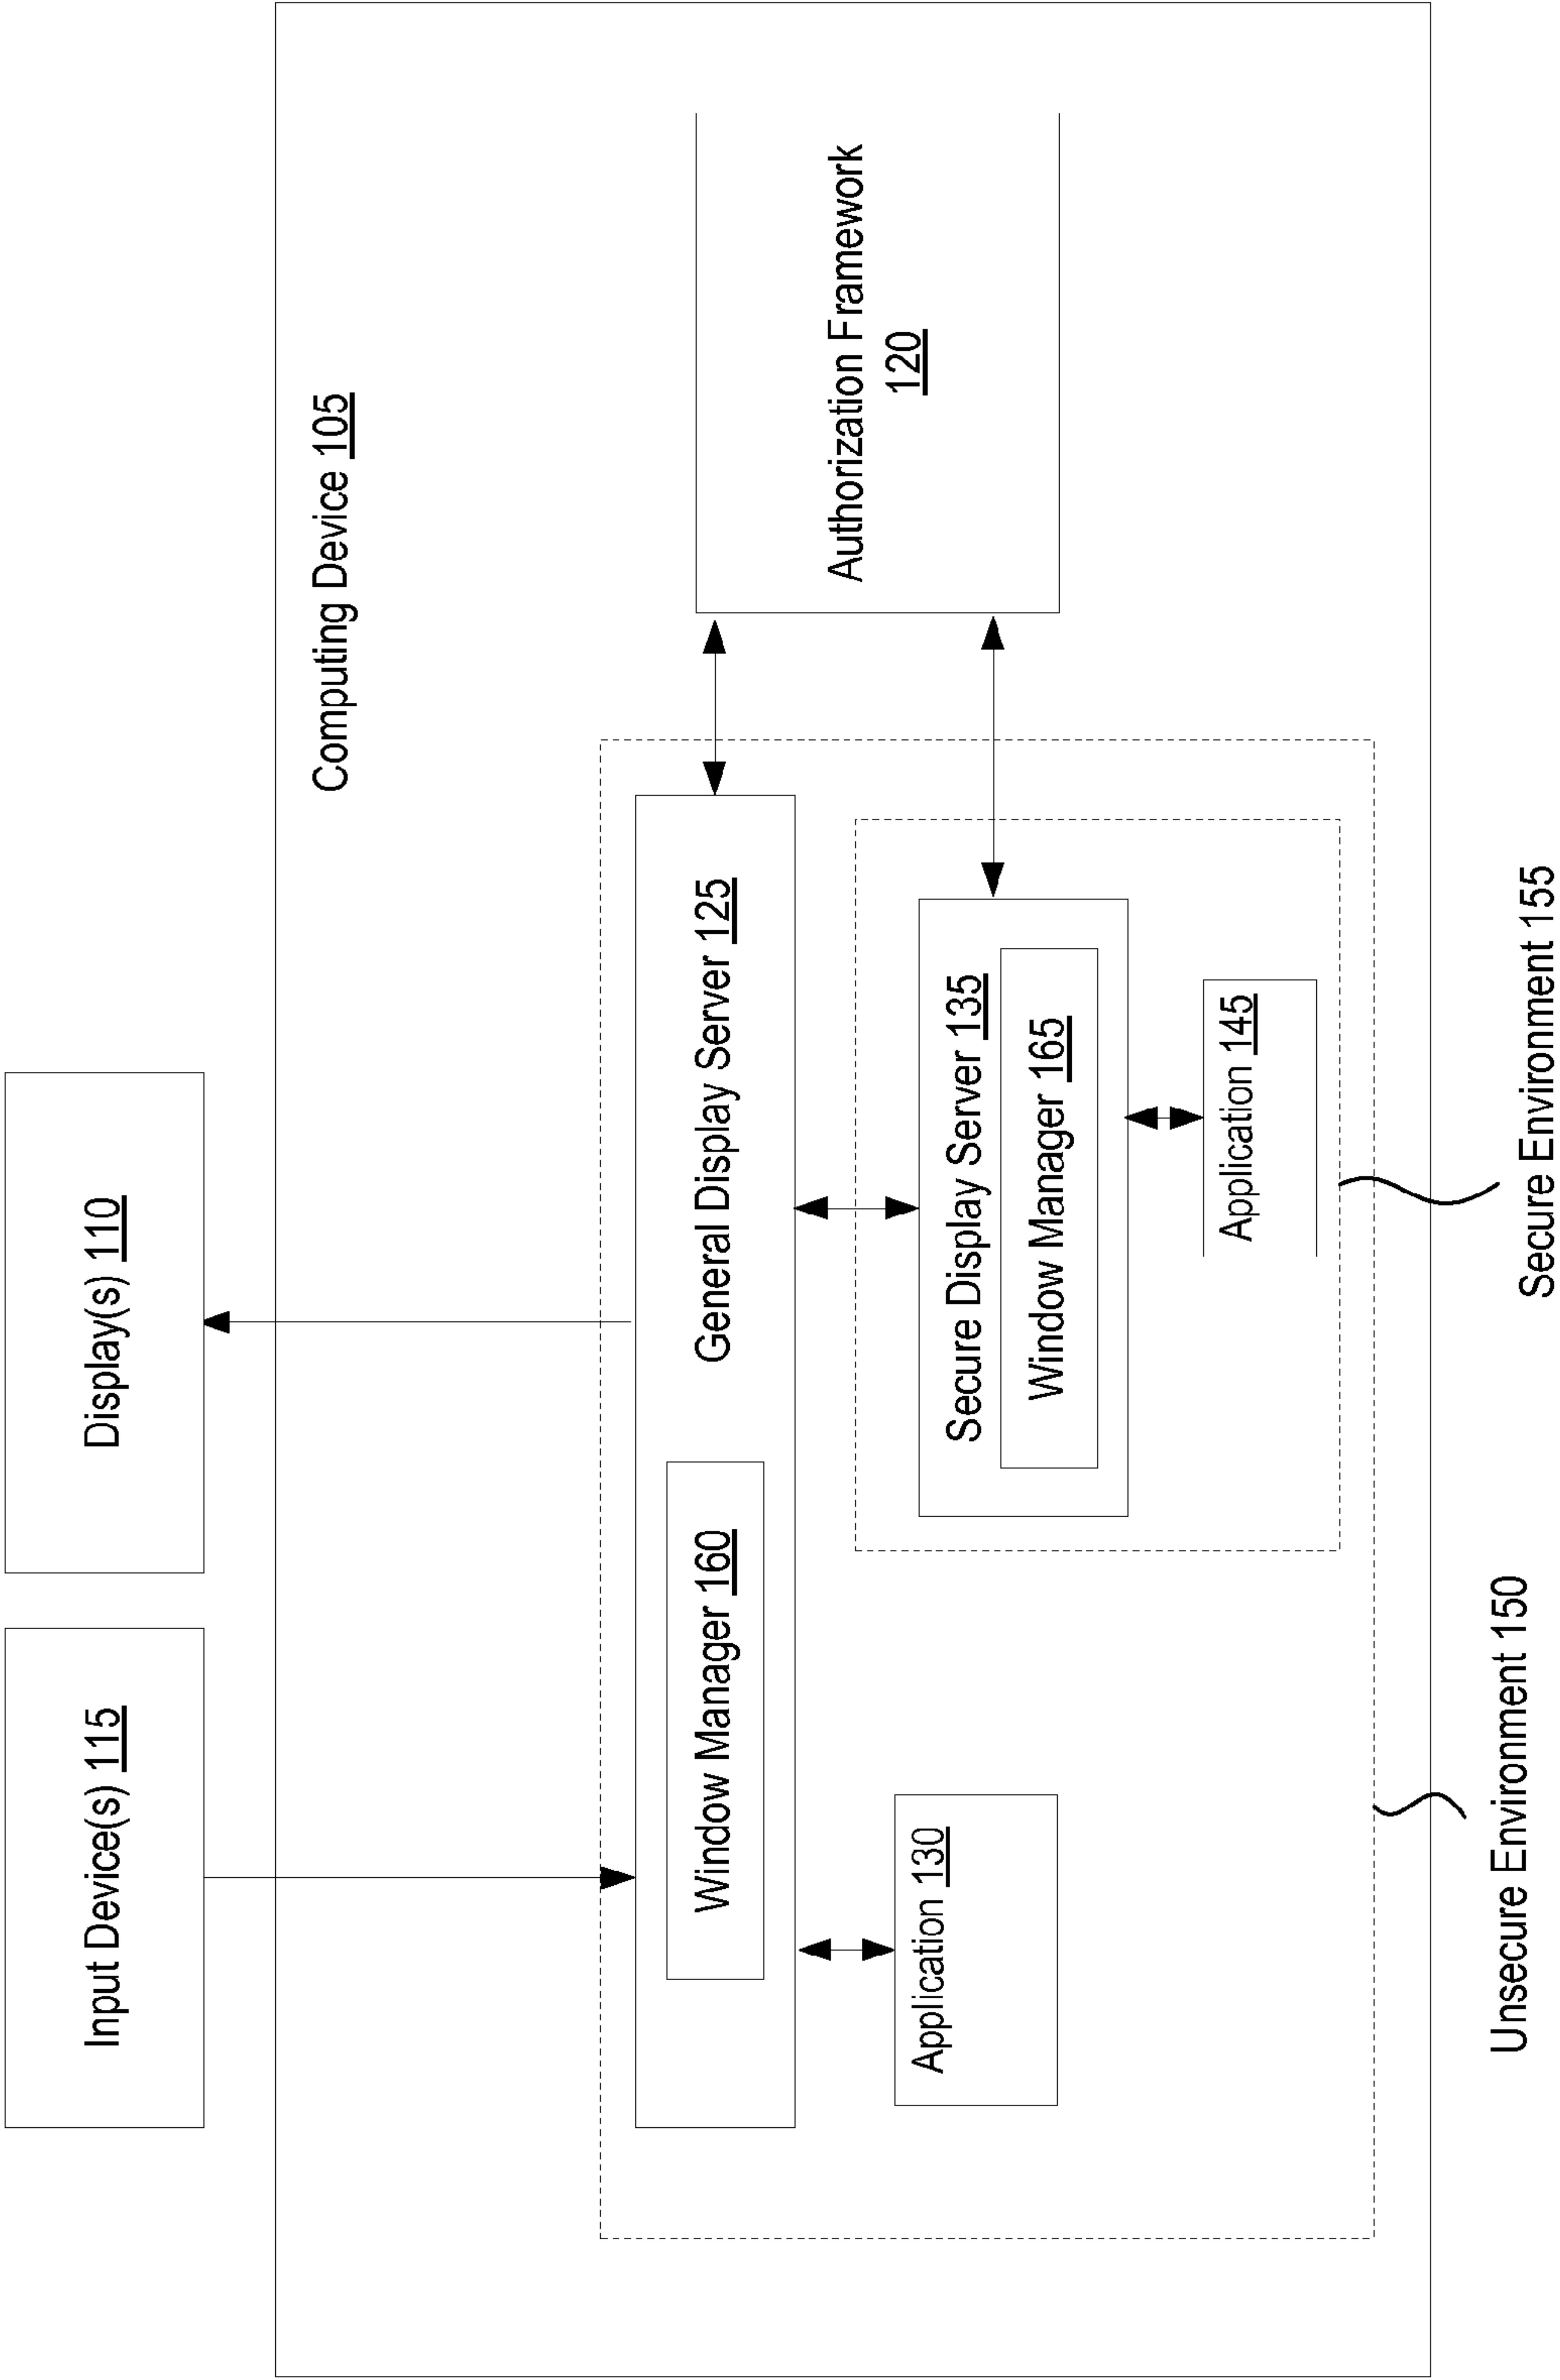 Input Device(s) 115
Display(s) 110
Computing Device 105
Window Manager 160
General Display Server 125
Authorization Framework
120
Application 130
Secure Display Server 135
Window Manager 165
Application 145
Unsecure Environment 150
Secure Environment 155